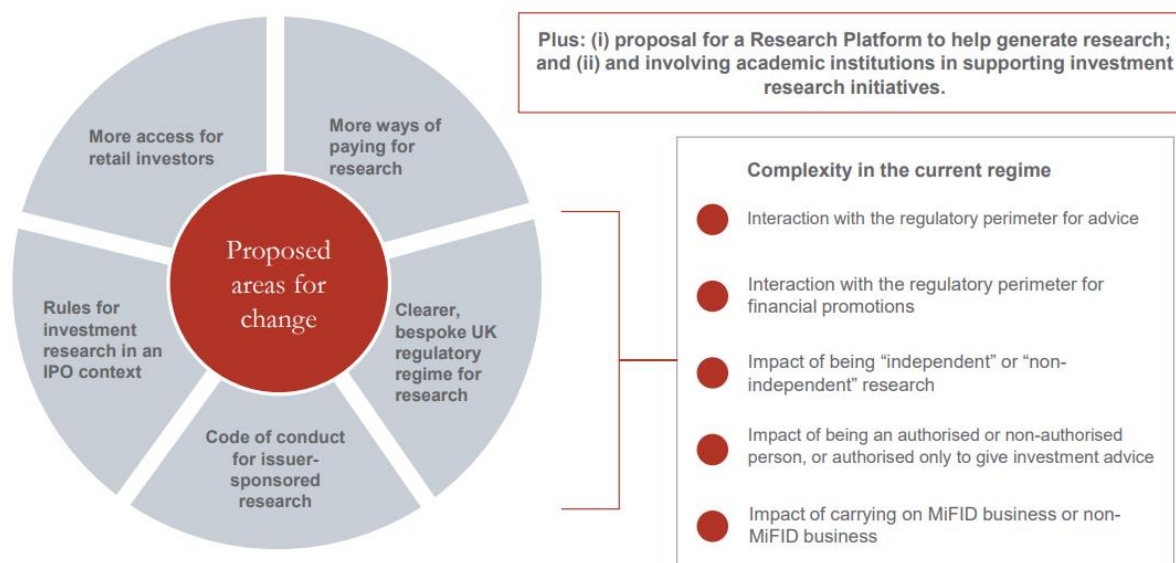 Plus: (i) proposal for a Research Platform to help generate research;
and (ii) and involving academic institutions in supporting investment
research initiatives.
More access for
retail investors
More ways of
paying for
research
Proposed
areas for
change
Rules for
investment
research in an
IPO context
Clearer,
bespoke UK
regulatory
regime for
research
Code of conduct
for issuer-
sponsored
research
Complexity in the current regime
Interaction with the regulatory perimeter for advice
Interaction with the regulatory perimeter for
financial promotions
Impact of being “independent” or “non-
independent” research
Impact of being an authorised or non-authorised
person, or authorised only to give investment advice
Impact of carrying on MiFID business or non-
MiFID business